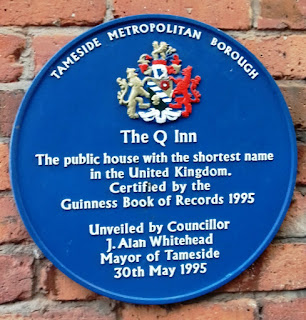 TAMESIDE METROPOLITAN BOROUGH
The Q Inn
The public house with the shortest name
in the United Kingdom.
Certified by the
Guinness Book of Records 1995
Unveiled by Councillor
J. Alan Whitehead
Mayor of Tameside
30th May 1995